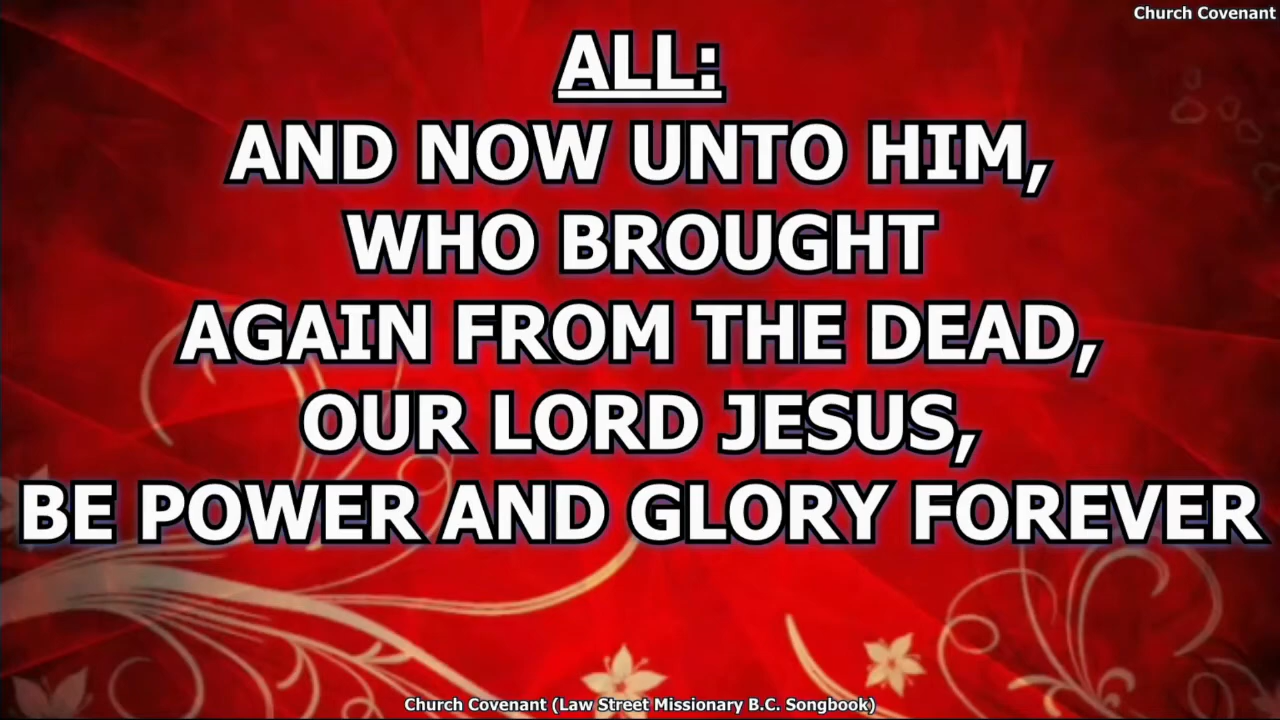 Church Covenant
ALL:
AND NOW UNTO HIM,
WHO BROUGHT
AGAIN FROM THE DEAD,
OUR LORD JESUS,
BE POWER AND GLORY FOREVER
Church Covenant (Law Street Missionary B.C. Songbook)